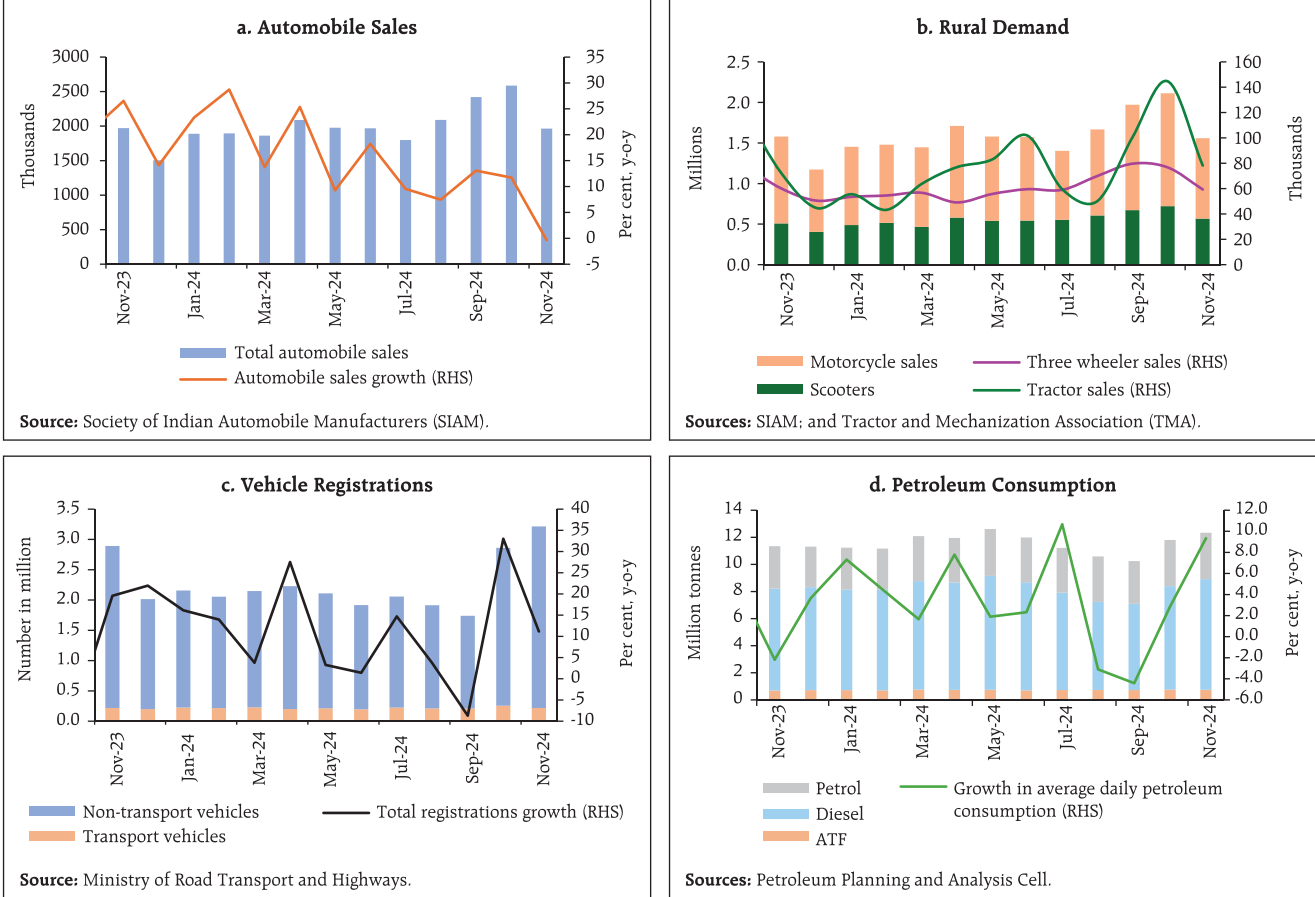 a. Automobile Sales
3000
2500
2000
1500
1000
500
0
Thousands
35
30
25
20
15
10
5
0
-5
Per cent, y-o-y
Nov-23
Jan-24
Mar-24
May-24
Jul-24
Sep-24
Nov-24
Total automobile sales
Automobile sales growth (RHS)
Source: Society of Indian Automobile Manufacturers (SIAM).
b. Rural Demand
2.5
2.0
1.5
1.0
0.5
0.0
Millions
160
140
120
100
80
60
40
20
0
Thousands
Nov-23
Jan-24
Mar-24
May-24
Jul-24
Sep-24
Nov-24
Motorcycle sales
Three wheeler sales (RHS)
Scooters
Tractor sales (RHS)
Sources: SIAM; and Tractor and Mechanization Association (TMA).
c. Vehicle Registrations
3.5
3.0
2.5
2.0
1.5
1.0
0.5
0.0
Number in million
40
35
30
25
20
15
10
5
0
-5
-10
Per cent, y-o-y
Nov-23
Jan-24
Mar-24
May-24
Jul-24
Sep-24
Nov-24
Non-transport vehicles
Total registrations growth (RHS)
Transport vehicles
Source: Ministry of Road Transport and Highways.
d. Petroleum Consumption
14
12
10
8
6
4
2
0
Million tonnes
12.0
10.0
8.0
6.0
4.0
2.0
0.0
-2.0
-4.0
-6.0
Per cent, y-o-y
Nov-23
Jan-24
Mar-24
May-24
Jul-24
Sep-24
Nov-24
Petrol
Diesel
ATF
Growth in average daily petroleum
consumption (RHS)
Sources: Petroleum Planning and Analysis Cell.